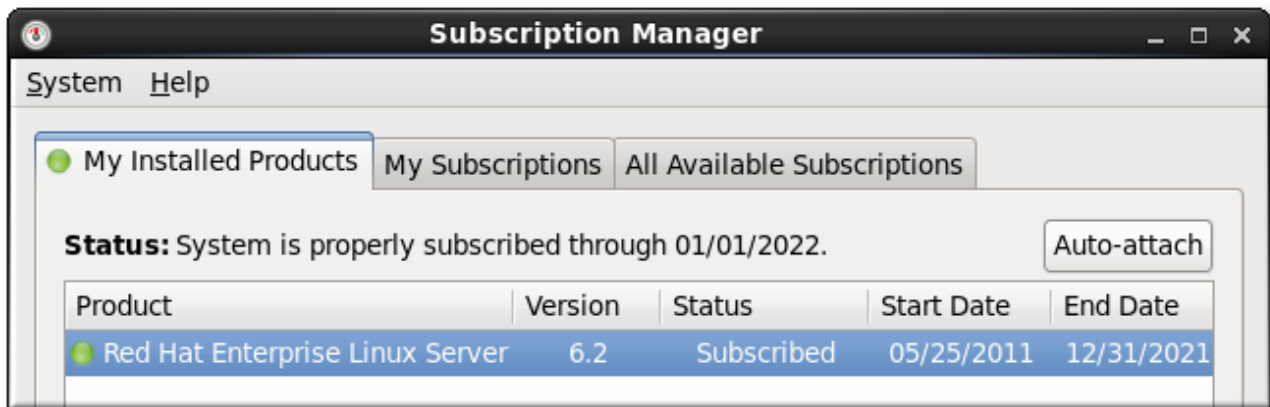 Subscription Manager
System Help
My Installed Products My Subscriptions All Available Subscriptions
Status: System is properly subscribed through 01/01/2022. Auto-attach
Product Version Status Start Date End Date
Red Hat Enterprise Linux Server 6.2 Subscribed 05/25/2011 12/31/2021